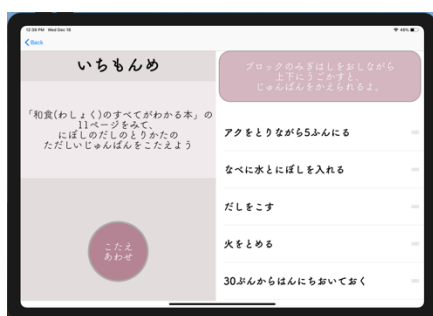 12:38 PM Wed Dec 18
46%
Back
いちもんめ
「和食(わしょく)のすべてがわかる本」の
11ページをみて、
にぼしのだしのとりかたの
ただしいじゅんばんをこたえよう
こたえ
あわせ
ブロックのみぎはしをおしながら
上下にうごかすと、
じゅんばんをかえられるよ。
アクをとりながら5ふんにる
なべに水とにぼしを入れる
だしをこす
火をとめる
30ぷんからはんにちおいておく